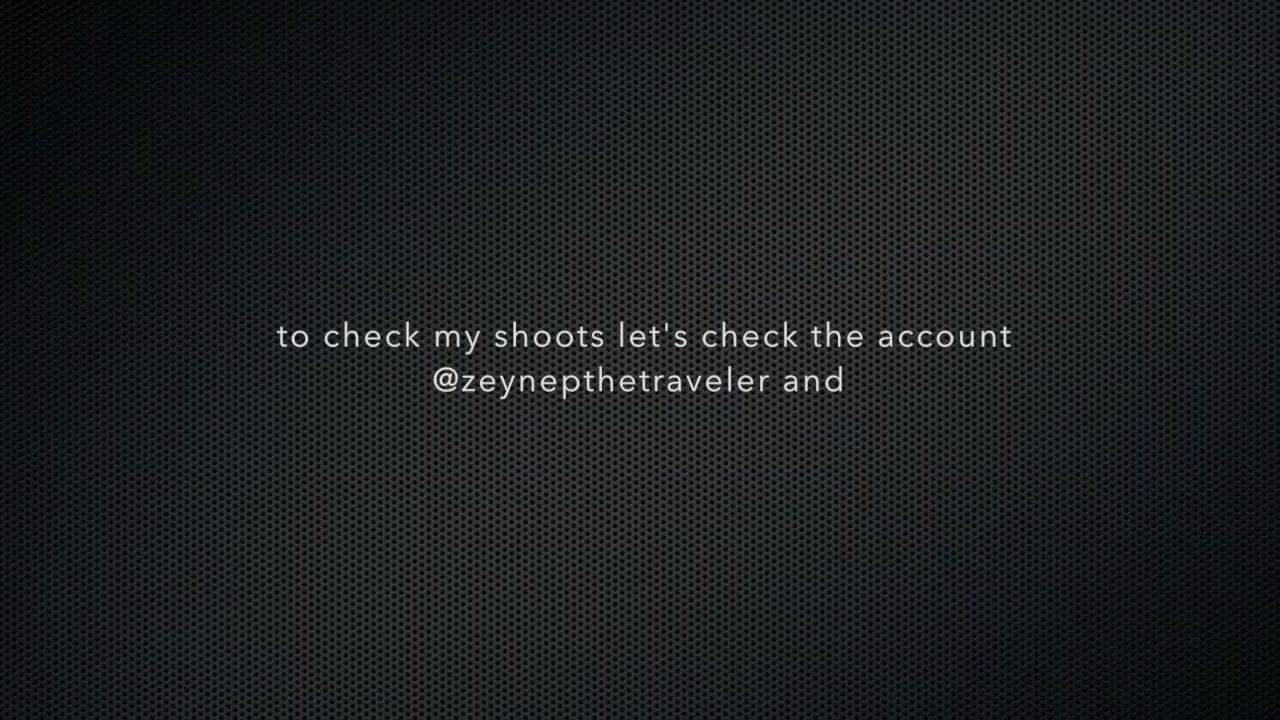 to check my shoots let's check the account
@zeynepthetraveler and